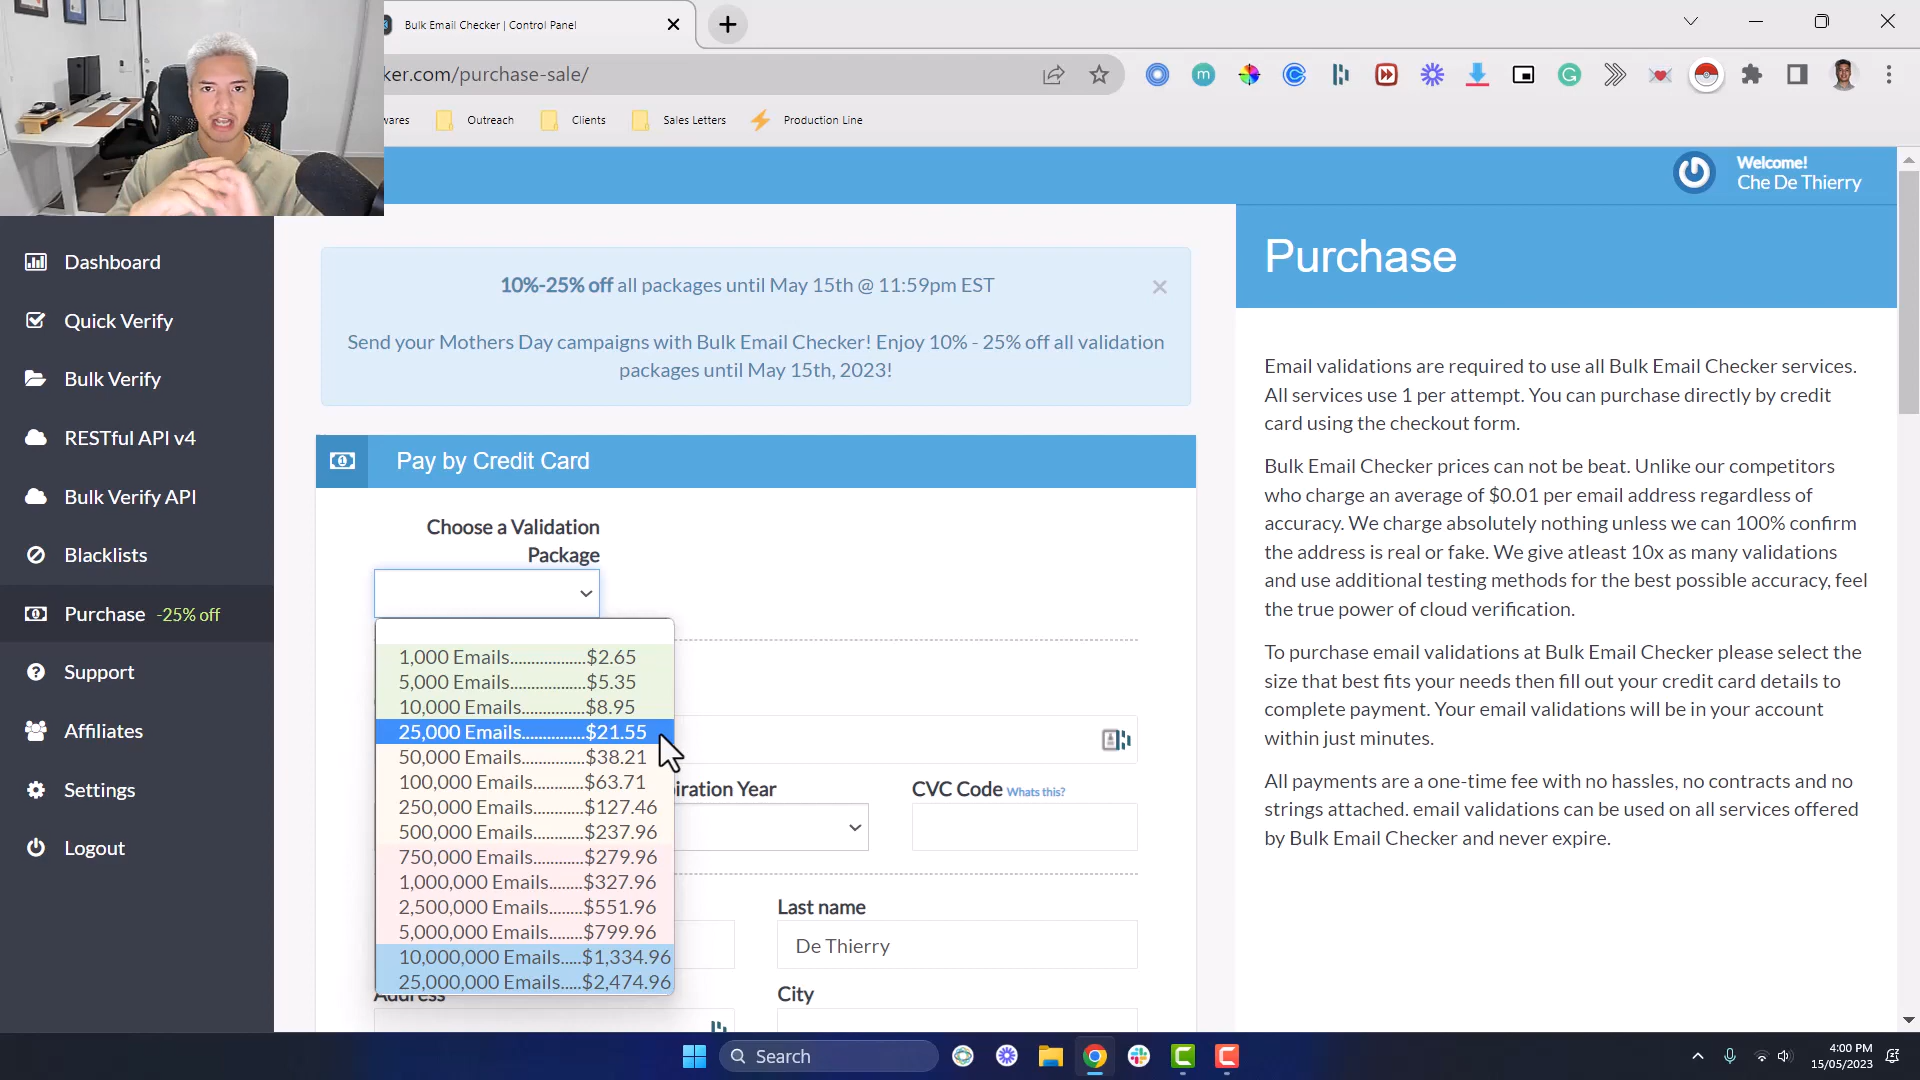 Bulk Email Checker | Control Panel
ker.com/purchase-sale/
wares
Outreach
Clients
Sales Letters
Production Line
Welcome!
Che De Thierry
Dashboard
Quick Verify
Bulk Verify
RESTful API v4
Bulk Verify API
Blacklists
Purchase -25% off
Support
Affiliates
Settings
Logout
10%-25% off all packages until May 15th @ 11:59pm EST
Send your Mothers Day campaigns with Bulk Email Checker! Enjoy 10% - 25% off all validation
packages until May 15th, 2023!
Pay by Credit Card
Choose a Validation
Package
1,000 Emails..................$2.65
5,000 Emails..................$5.35
10,000 Emails...............$8.95
25,000 Emails...............$21.55
50,000 Emails...............$38.21
100,000 Emails............$63.71
250,000 Emails............$127.46
500,000 Emails............$237.96
750,000 Emails............$279.96
1,000,000 Emails........$327.96
2,500,000 Emails........$551.96
5,000,000 Emails........$799.96
10,000,000 Emails.....$1,334.96
25,000,000 Emails.....$2,474.96
piration Year
CVC Code Whats this?
Last name
De Thierry
Address
City
Purchase
Email validations are required to use all Bulk Email Checker services.
All services use 1 per attempt. You can purchase directly by credit
card using the checkout form.
Bulk Email Checker prices can not be beat. Unlike our competitors
who charge an average of $0.01 per email address regardless of
accuracy. We charge absolutely nothing unless we can 100% confirm
the address is real or fake. We give atleast 10x as many validations
and use additional testing methods for the best possible accuracy, feel
the true power of cloud verification.
To purchase email validations at Bulk Email Checker please select the
size that best fits your needs then fill out your credit card details to
complete payment. Your email validations will be in your account
within just minutes.
All payments are a one-time fee with no hassles, no contracts and no
strings attached. email validations can be used on all services offered
by Bulk Email Checker and never expire.
Search
4:00 PM
15/05/2023